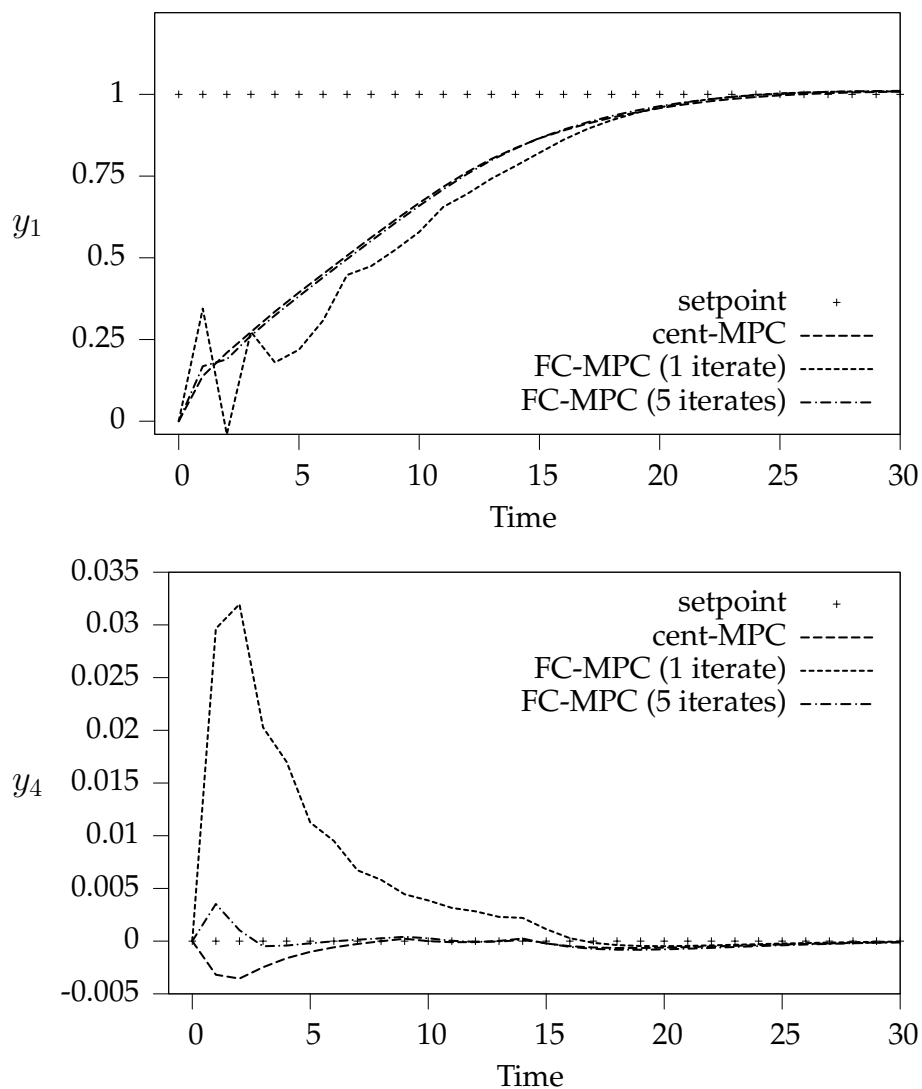 1
0.75
y1
0.5
0.25
0
setpoint
cent-MPC
FC-MPC (1 iterate)
FC-MPC (5 iterates)
0 5 10 15 20 25 30
Time
0.035
0.03
0.025
0.02
y4
0.015
0.01
0.005
0
-0.005
setpoint
cent-MPC
FC-MPC (1 iterate)
FC-MPC (5 iterates)
0 5 10 15 20 25 30
Time